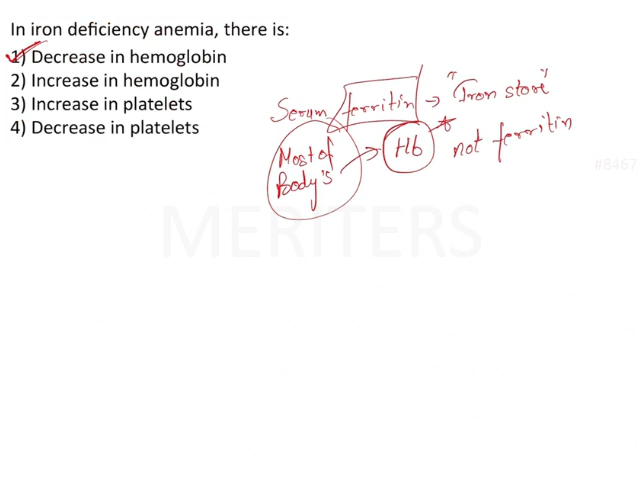 In iron deficiency anemia, there is:
1) Decrease in hemoglobin
2) Increase in hemoglobin
3) Increase in platelets
4) Decrease in platelets
Serum ferritin → "Iron store"
Most of Body's → Hb * not ferritin
#8467
MERITERS